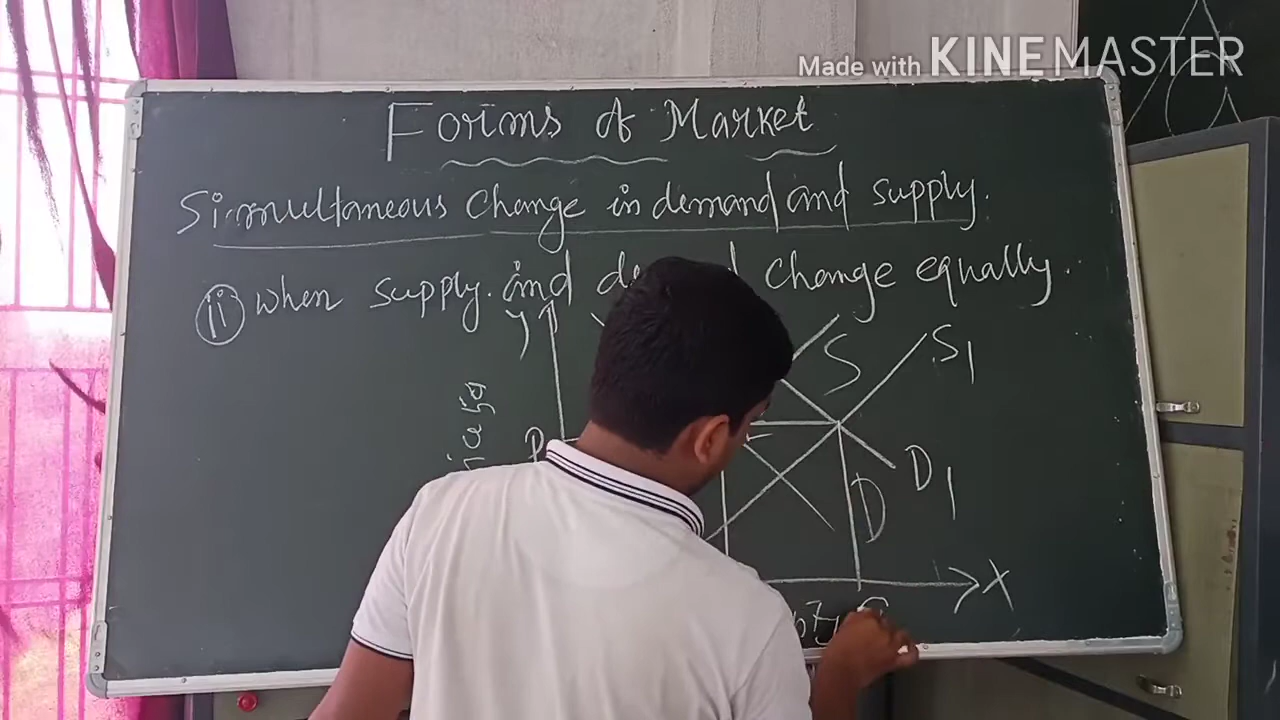 Made with KINEMASTER
Forms of Market
Simultaneous change in demand and supply.
(ii) when supply and change equally.
Y
S
S1
P
D1
D
X